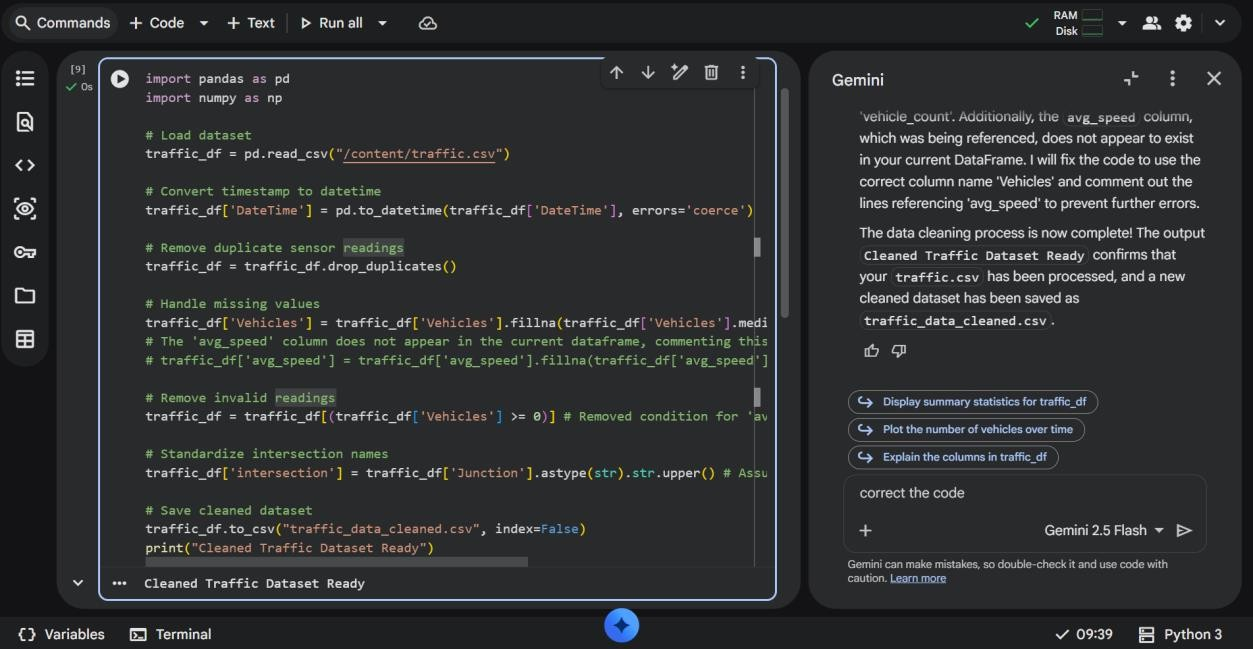 Commands + Code + Text Run all RAM
Disk
[9]
0s
import pandas as pd
import numpy as np
# Load dataset
traffic_df = pd.read_csv("/content/traffic.csv")
# Convert timestamp to datetime
traffic_df['DateTime'] = pd.to_datetime(traffic_df['DateTime'], errors='coerce')
# Remove duplicate sensor readings
traffic_df = traffic_df.drop_duplicates()
# Handle missing values
traffic_df['Vehicles'] = traffic_df['Vehicles'].fillna(traffic_df['Vehicles'].medi
# The 'avg_speed' column does not appear in the current dataframe, commenting this
# traffic_df['avg_speed'] = traffic_df['avg_speed'].fillna(traffic_df['avg_speed']
# Remove invalid readings
traffic_df = traffic_df[(traffic_df['Vehicles'] >= 0)] # Removed condition for 'av
# Standardize intersection names
traffic_df['intersection'] = traffic_df['Junction'].astype(str).str.upper() # Assu
# Save cleaned dataset
traffic_df.to_csv("traffic_data_cleaned.csv", index=False)
print("Cleaned Traffic Dataset Ready")
Cleaned Traffic Dataset Ready
Gemini
'vehicle_count'. Additionally, the avg_speed column,
which was being referenced, does not appear to exist
in your current DataFrame. I will fix the code to use the
correct column name 'Vehicles' and comment out the
lines referencing 'avg_speed' to prevent further errors.
The data cleaning process is now complete! The output
Cleaned Traffic Dataset Ready confirms that
your traffic.csv has been processed, and a new
cleaned dataset has been saved as
traffic_data_cleaned.csv.
Display summary statistics for traffic_df
Plot the number of vehicles over time
Explain the columns in traffic_df
correct the code
+ Gemini 2.5 Flash
Gemini can make mistakes, so double-check it and use code with
caution. Learn more
{} Variables Terminal 09:39 Python 3